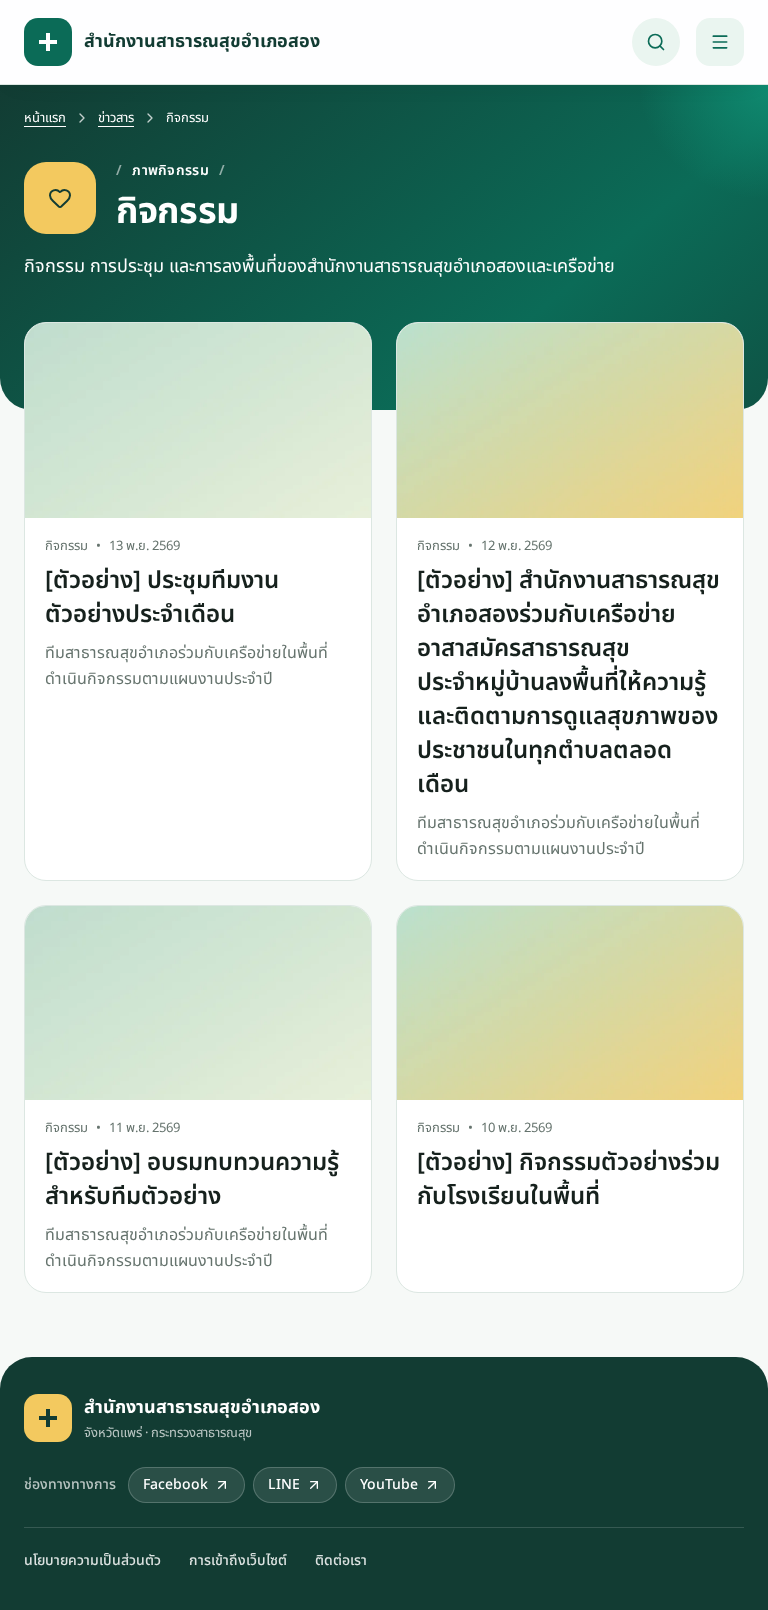 สำนักงานสาธารณสุขอำเภอสอง
หน้าแรก > ข่าวสาร > กิจกรรม
/ ภาพกิจกรรม /
กิจกรรม
กิจกรรม การประชุม และการลงพื้นที่ของสำนักงานสาธารณสุขอำเภอสองและเครือข่าย
กิจกรรม • 13 พ.ย. 2569
[ตัวอย่าง] ประชุมทีมงาน
ตัวอย่างประจำเดือน
ทีมสาธารณสุขอำเภอร่วมกับเครือข่ายในพื้นที่
ดำเนินกิจกรรมตามแผนงานประจำปี
กิจกรรม • 12 พ.ย. 2569
[ตัวอย่าง] สำนักงานสาธารณสุข
อำเภอสองร่วมกับเครือข่าย
อาสาสมัครสาธารณสุข
ประจำหมู่บ้านลงพื้นที่ให้ความรู้
และติดตามการดูแลสุขภาพของ
ประชาชนในทุกตำบลตลอด
เดือน
ทีมสาธารณสุขอำเภอร่วมกับเครือข่ายในพื้นที่
ดำเนินกิจกรรมตามแผนงานประจำปี
กิจกรรม • 11 พ.ย. 2569
[ตัวอย่าง] อบรมทบทวนความรู้
สำหรับทีมตัวอย่าง
ทีมสาธารณสุขอำเภอร่วมกับเครือข่ายในพื้นที่
ดำเนินกิจกรรมตามแผนงานประจำปี
กิจกรรม • 10 พ.ย. 2569
[ตัวอย่าง] กิจกรรมตัวอย่างร่วม
กับโรงเรียนในพื้นที่
สำนักงานสาธารณสุขอำเภอสอง
จังหวัดแพร่ · กระทรวงสาธารณสุข
ช่องทางทางการ Facebook LINE YouTube
นโยบายความเป็นส่วนตัว การเข้าถึงเว็บไซต์ ติดต่อเรา